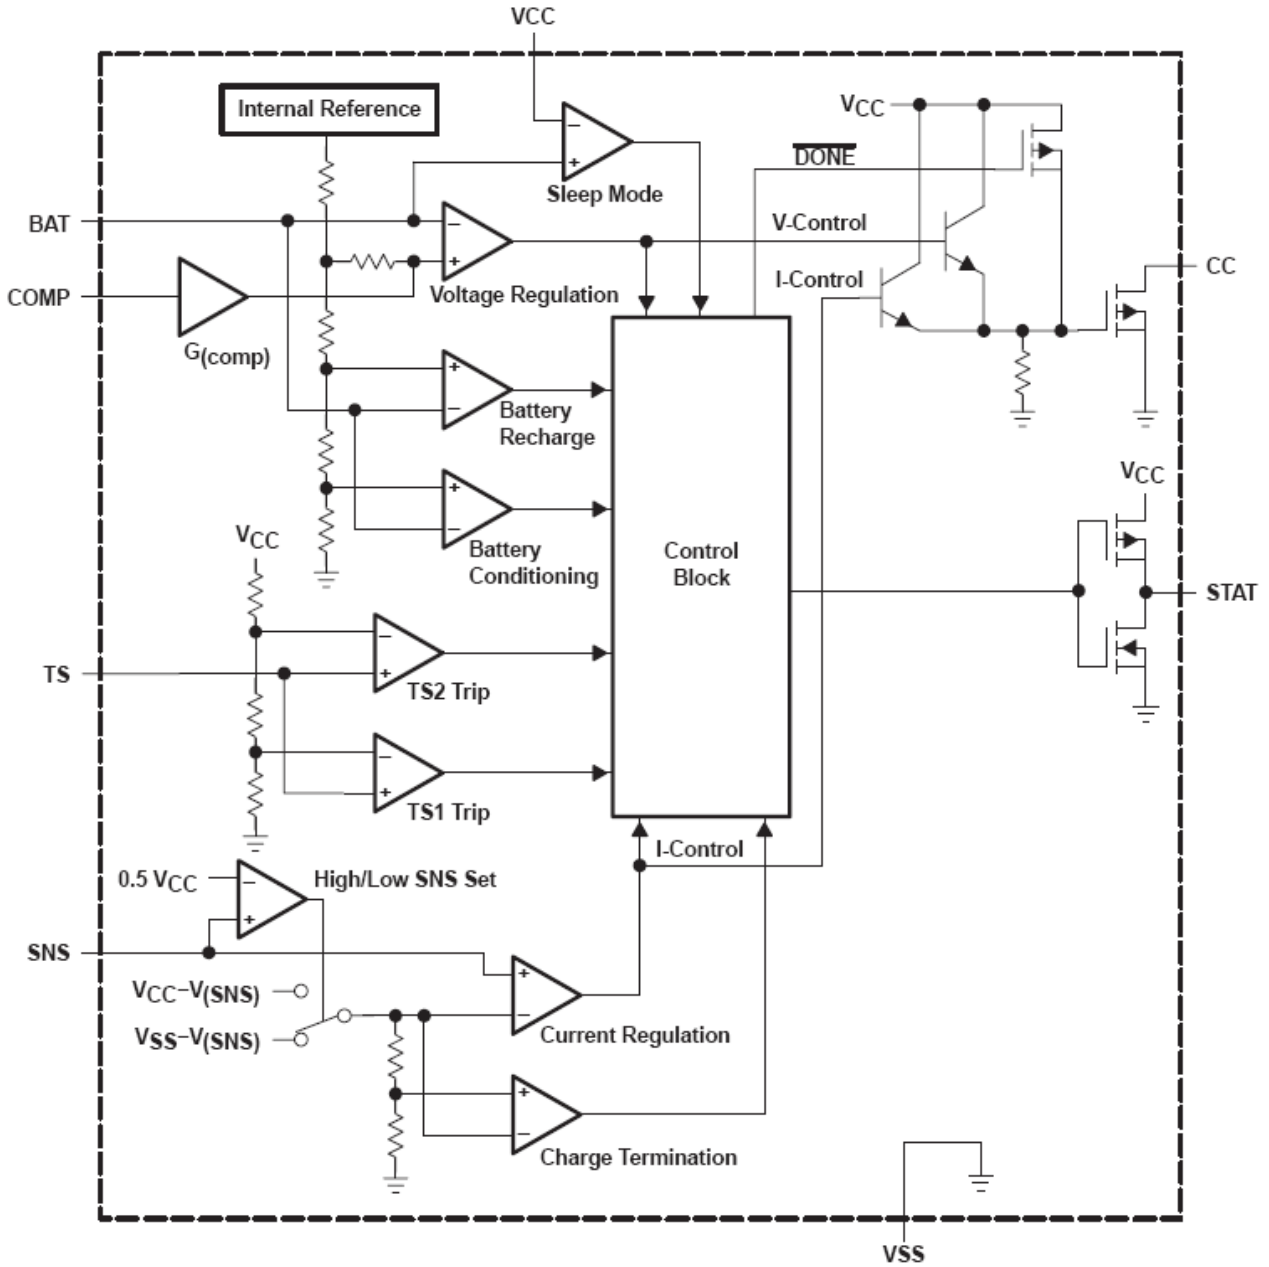 VCC
Internal Reference
VCC
−
+
DONE
Sleep Mode
BAT
−
V-Control
+
I-Control
CC
COMP
Voltage Regulation
G(comp)
+
−
Battery
Recharge
VCC
+
−
VCC
Battery
Conditioning
Control
Block
STAT
−
TS
+
TS2 Trip
−
+
TS1 Trip
I-Control
0.5 VCC
−
High/Low SNS Set
+
SNS
+
VCC−V(SNS)
−
VSS−V(SNS)
Current Regulation
+
−
Charge Termination
VSS